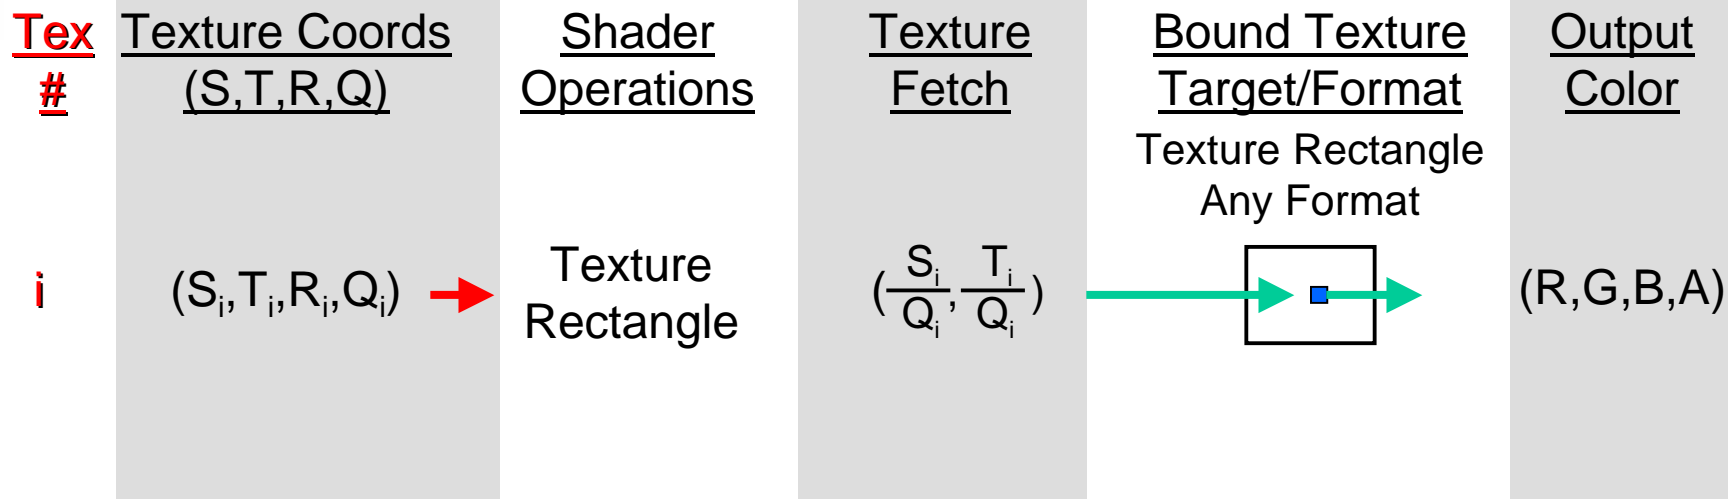 Tex #
Texture Coords (S,T,R,Q)
Shader Operations
Texture Fetch
Bound Texture Target/Format
Output Color
Texture Rectangle
Any Format
i
(Si,Ti,Ri,Qi)
Texture
Rectangle
(Si/Qi, Ti/Qi)
(R,G,B,A)